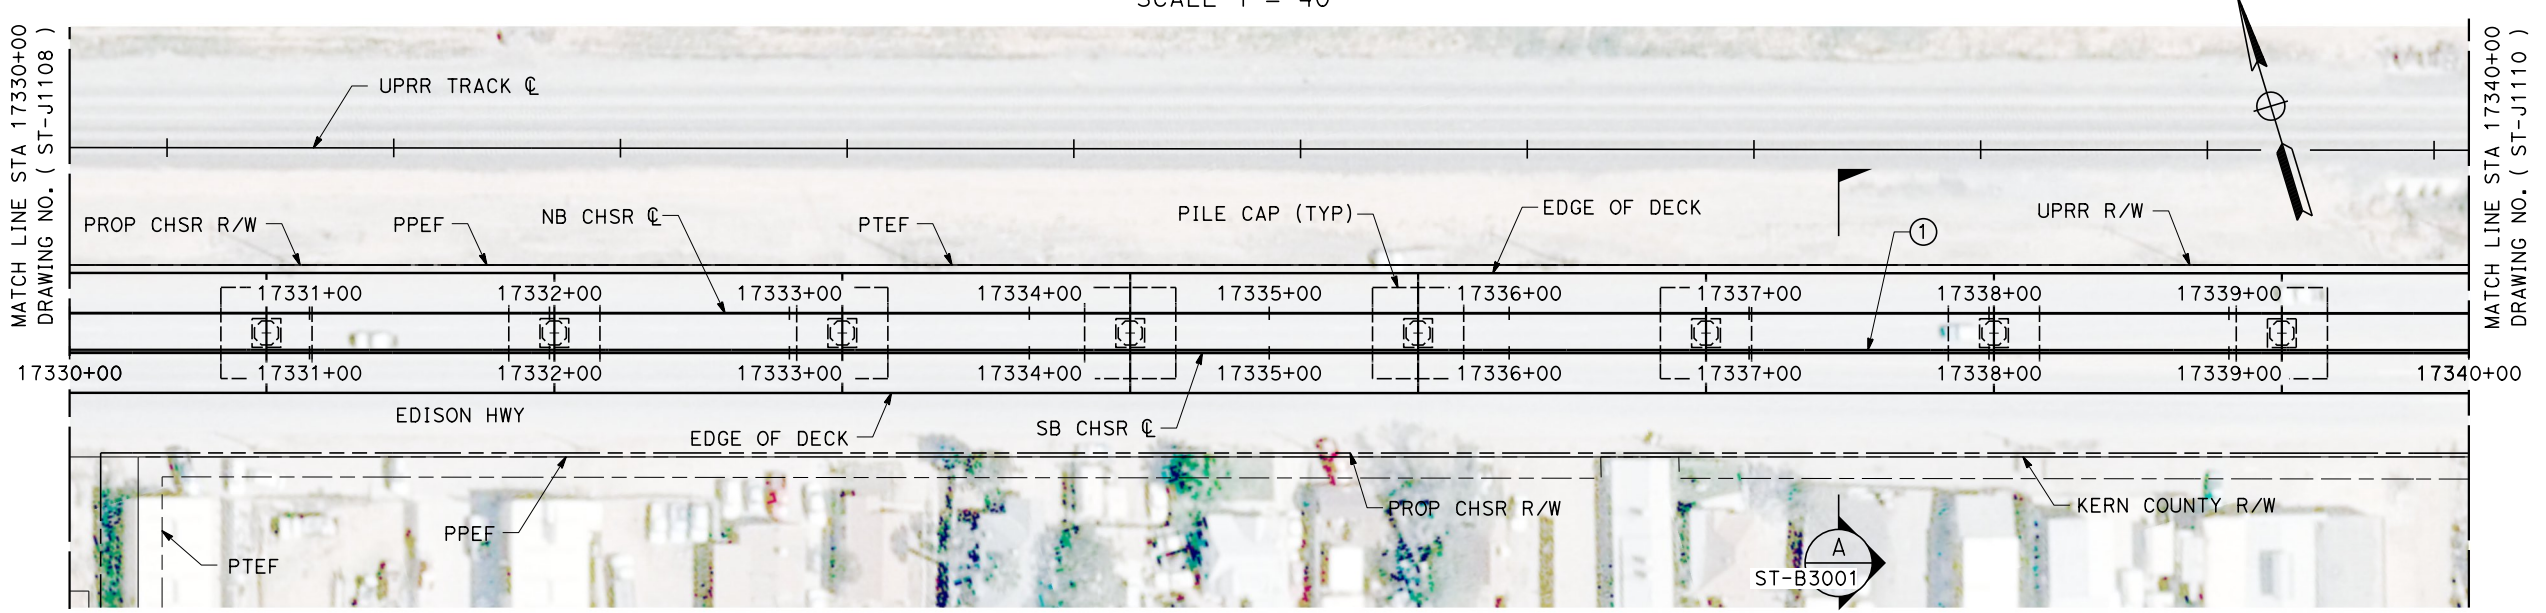 SCALE 1" = 40'
MATCH LINE STA 17330+00
DRAWING NO. ( ST-J1108 )
UPRR TRACK ℄
PROP CHSR R/W
PPEF
NB CHSR ℄
PTEF
PILE CAP (TYP)
EDGE OF DECK
1
UPRR R/W
17331+00
17332+00
17333+00
17334+00
17335+00
17336+00
17337+00
17338+00
17339+00
17330+00
17331+00
17332+00
17333+00
17334+00
17335+00
17336+00
17337+00
17338+00
17339+00
17340+00
EDISON HWY
EDGE OF DECK
SB CHSR ℄
PROP CHSR R/W
KERN COUNTY R/W
PPEF
PTEF
A
ST-B3001
MATCH LINE STA 17340+00
DRAWING NO. ( ST-J1110 )